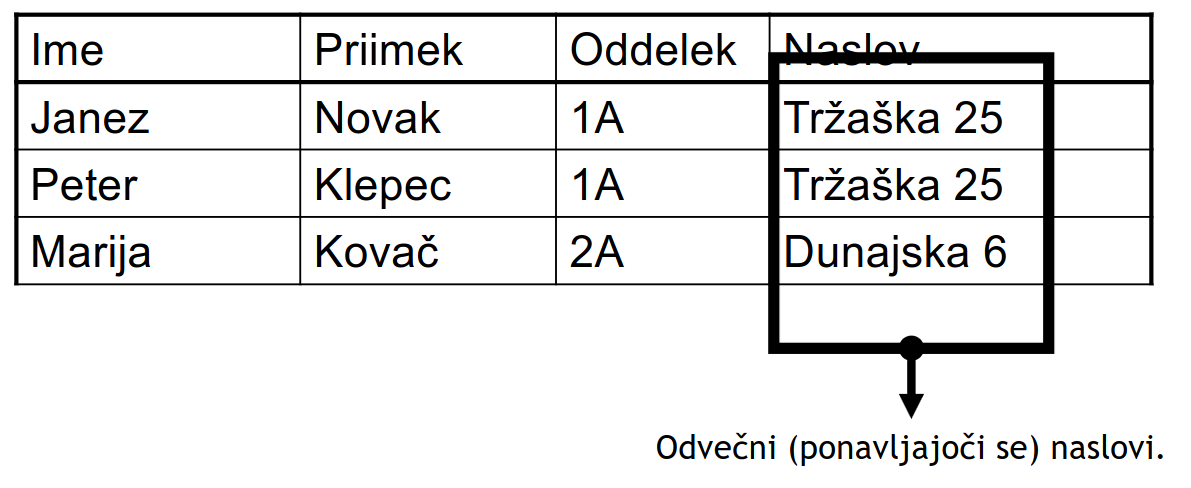 Ime Priimek Oddelek Naslov
Janez Novak 1A Tržaška 25
Peter Klepec 1A Tržaška 25
Marija Kovač 2A Dunajska 6
Odvečni (ponavljajoči se) naslovi.